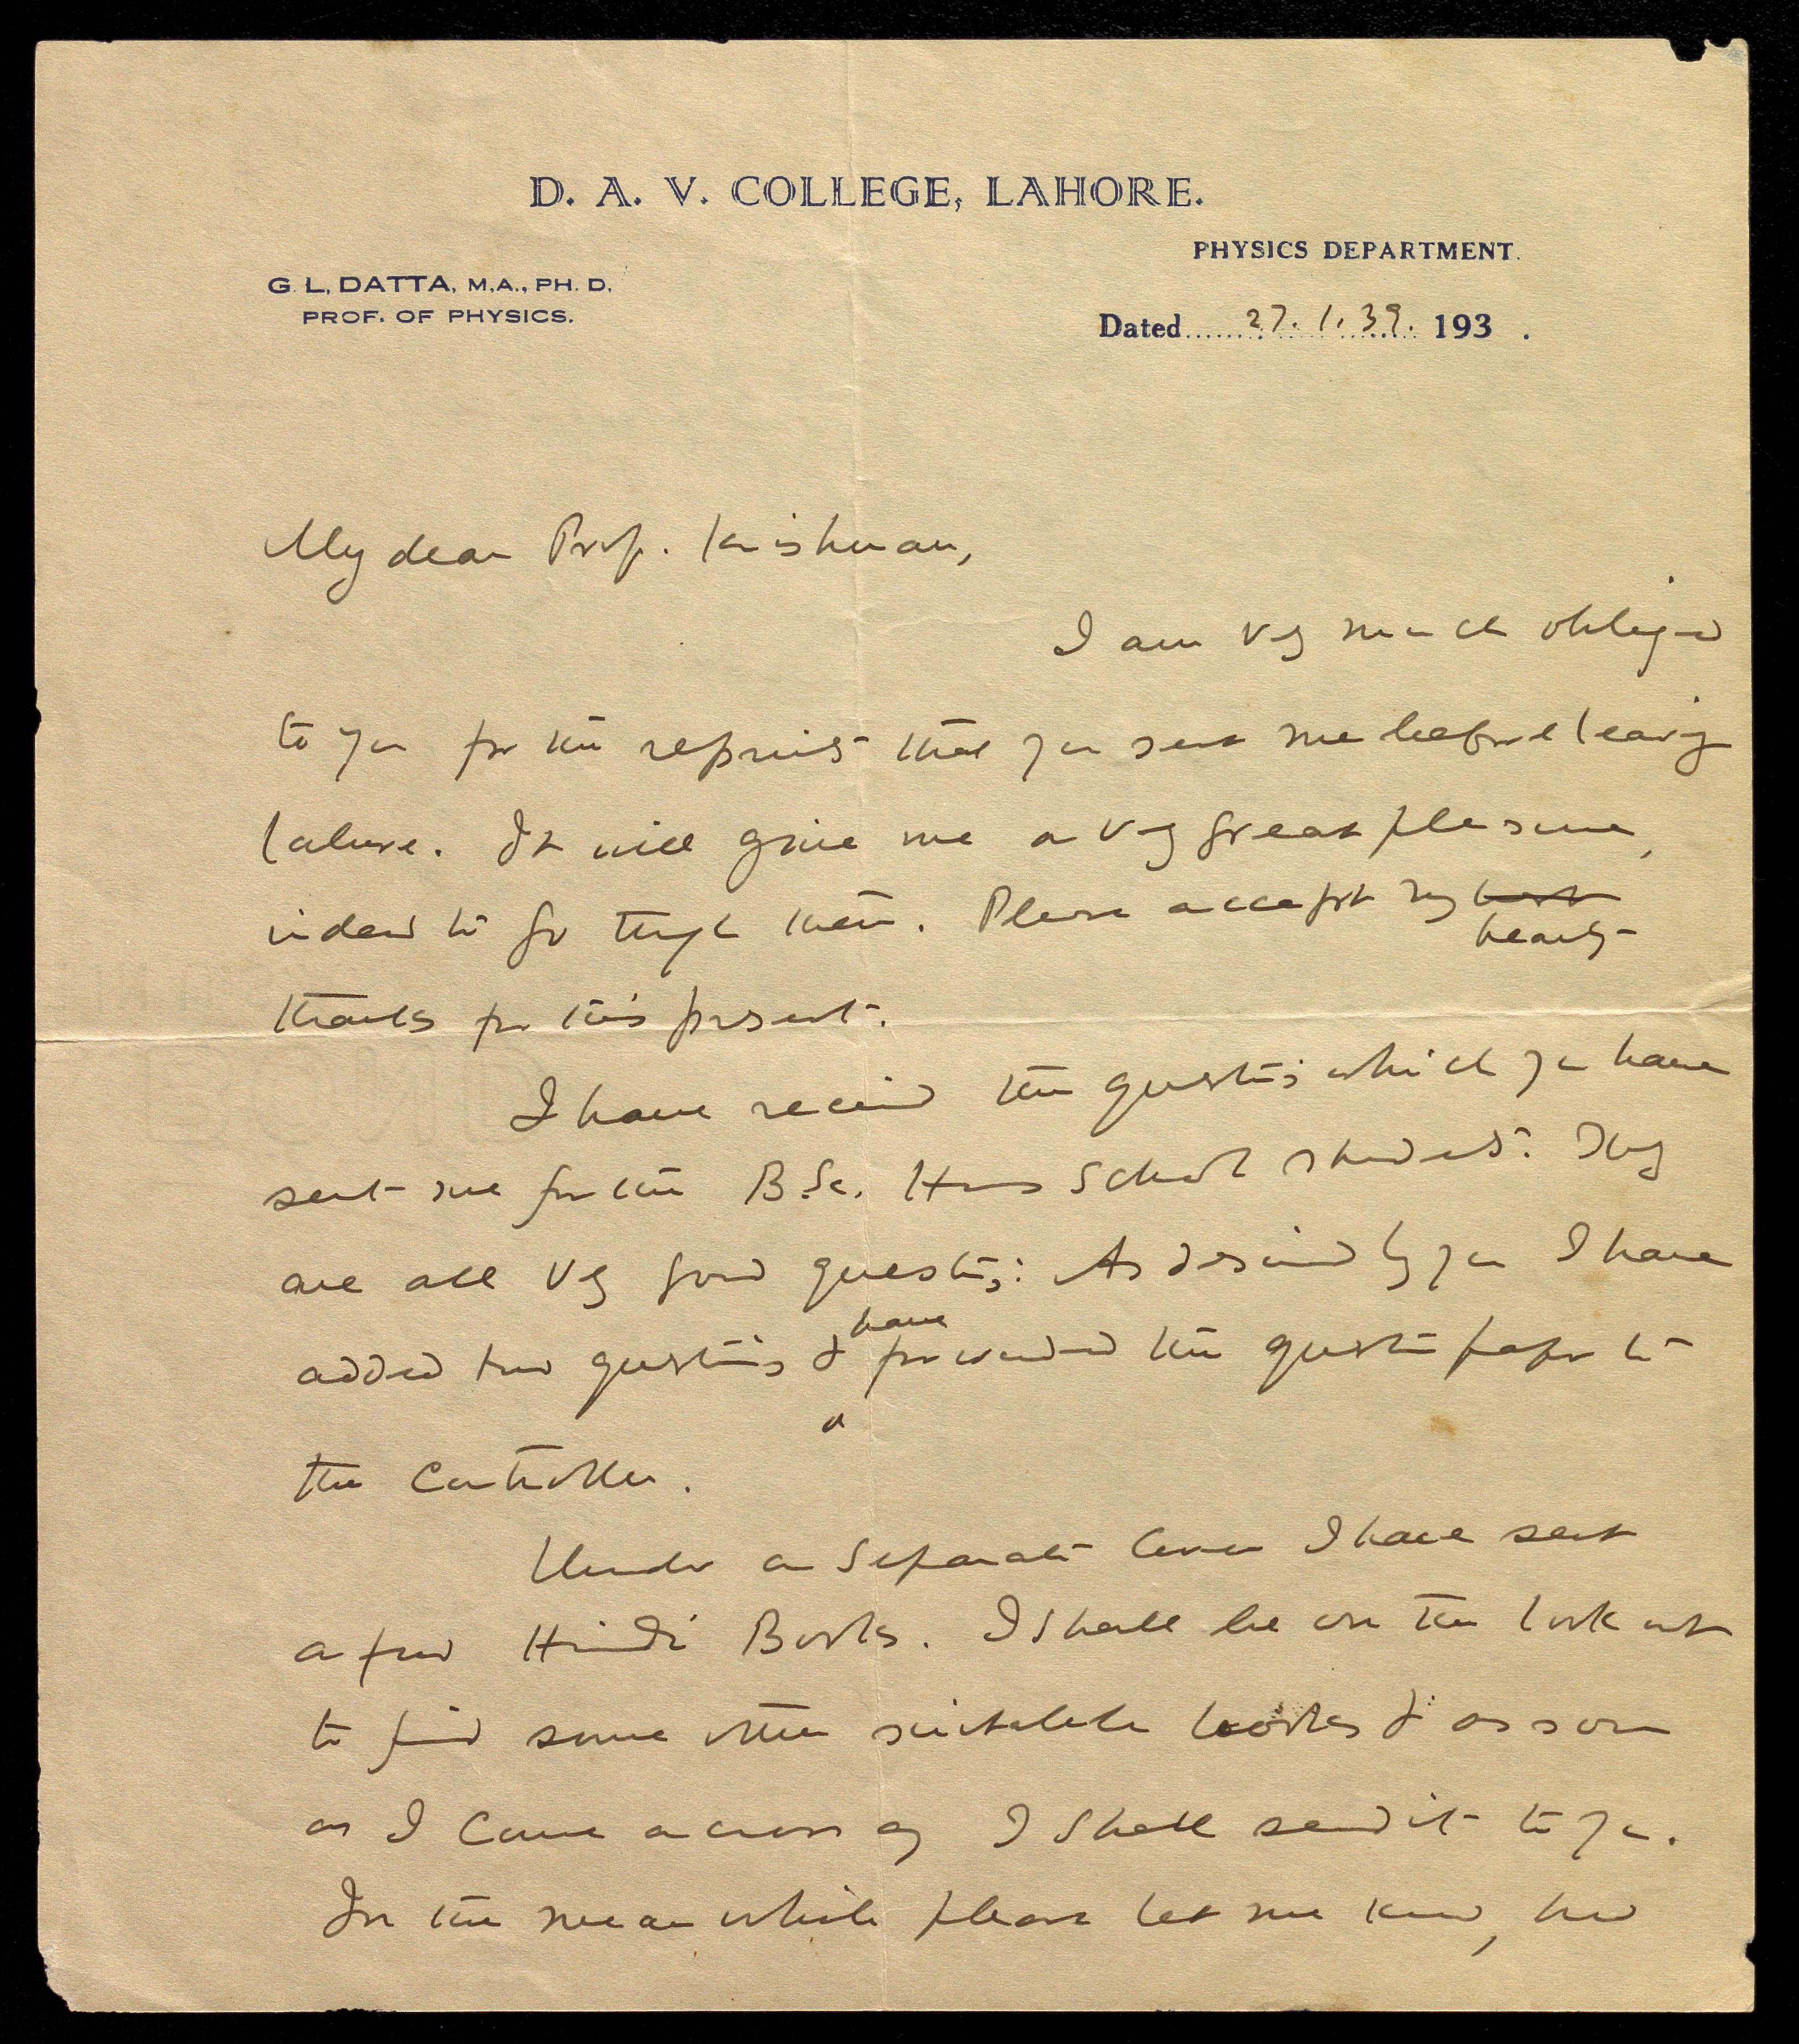 D. A. V. COLLEGE, LAHORE.
PHYSICS DEPARTMENT.
G. L. DATTA, M.A., PH. D.
PROF. OF PHYSICS.
Dated 27. 1. 39. 193 .
My dear Prof. Krishnan,
I am very much obliged
to you for the reprints that you sent me before leaving
Lahore. It will give me a very great pleasure,
indeed to go through them. Please accept my best
hearty
thanks for this present.
I have received the questions which you have
sent me for the B.Sc. Hons School students. They
are all very good questions. As desired by you I have
added two questions & have forwarded the question paper to
the Controller.
Under a separate cover I have sent
a few Hindi Books. I shall be on the look out
to find some other suitable books & as soon
as I come across any I shall send it to you.
In the mean while please let me know, how